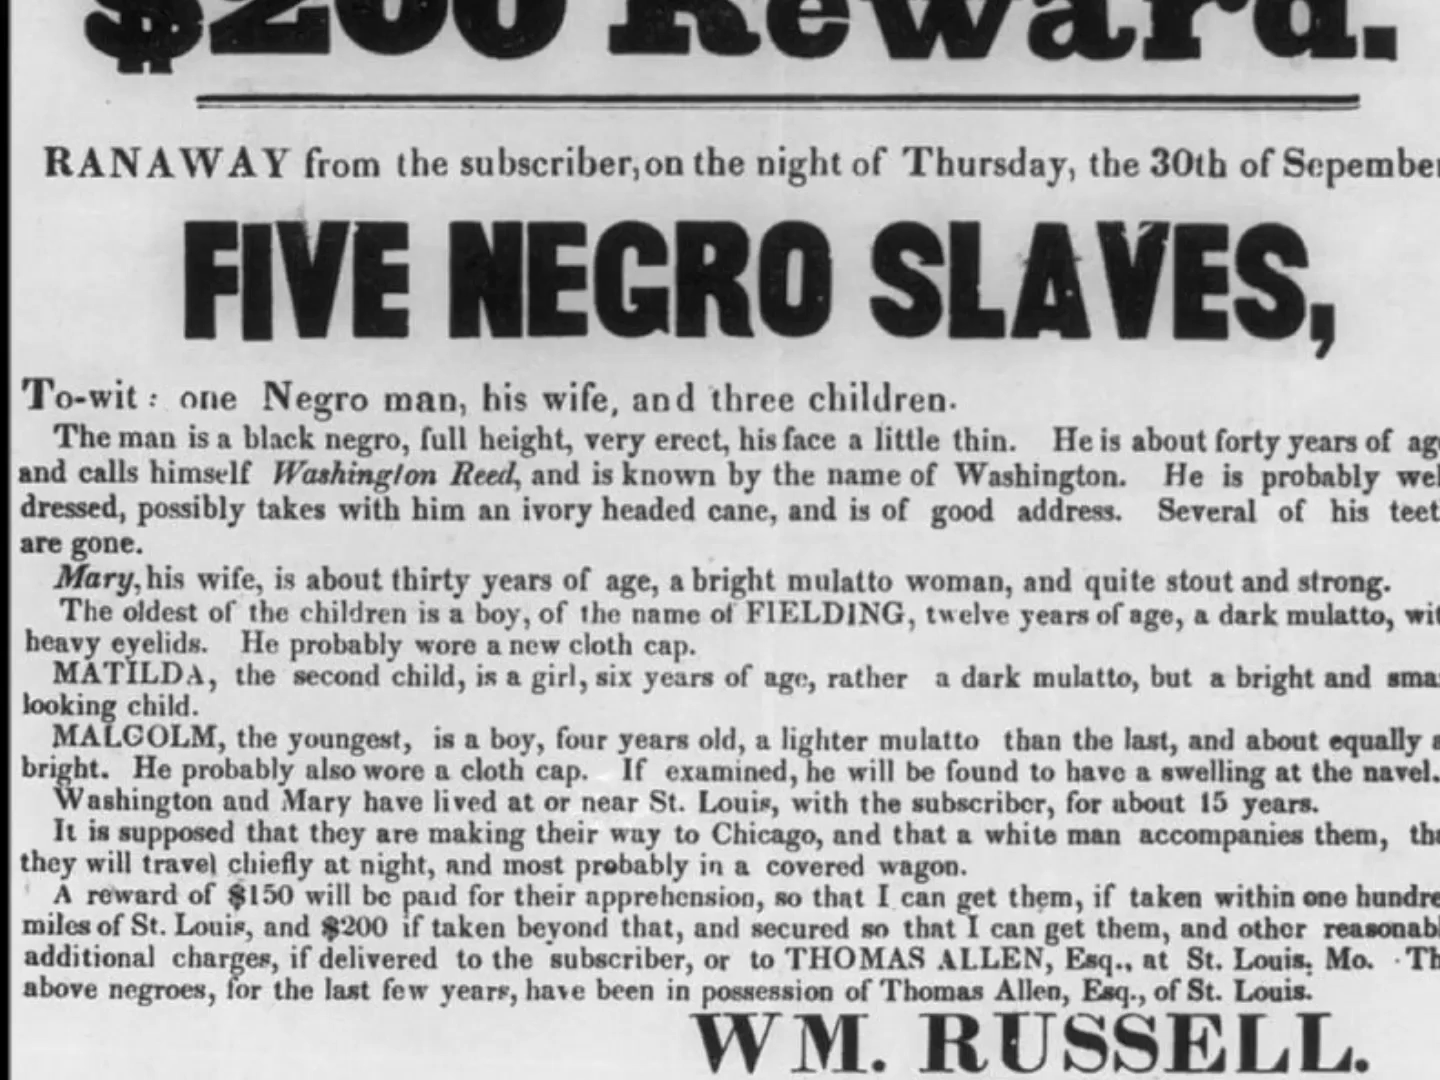 $200 Reward.
RANAWAY from the subscriber, on the night of Thursday, the 30th of Sepember
FIVE NEGRO SLAVES,
To-wit: one Negro man, his wife, and three children.
The man is a black negro, full height, very erect, his face a little thin. He is about forty years of ag
and calls himself Washington Reed, and is known by the name of Washington. He is probably wel
dressed, possibly takes with him an ivory headed cane, and is of good address. Several of his teet
are gone.
Mary, his wife, is about thirty years of age, a bright mulatto woman, and quite stout and strong.
The oldest of the children is a boy, of the name of FIELDING, twelve years of age, a dark mulatto, wit
heavy eyelids. He probably wore a new cloth cap.
MATILDA, the second child, is a girl, six years of age, rather a dark mulatto, but a bright and smar
looking child.
MALCOLM, the youngest, is a boy, four years old, a lighter mulatto than the last, and about equally a
bright. He probably also wore a cloth cap. If examined, he will be found to have a swelling at the navel.
Washington and Mary have lived at or near St. Louis, with the subscriber, for about 15 years.
It is supposed that they are making their way to Chicago, and that a white man accompanies them, tha
they will travel chiefly at night, and most probably in a covered wagon.
A reward of $150 will be paid for their apprehension, so that I can get them, if taken within one hundre
miles of St. Louis, and $200 if taken beyond that, and secured so that I can get them, and other reasonabl
additional charges, if delivered to the subscriber, or to THOMAS ALLEN, Esq., at St. Louis, Mo. Th
above negroes, for the last few years, have been in possession of Thomas Allen, Esq., of St. Louis.
WM. RUSSELL.